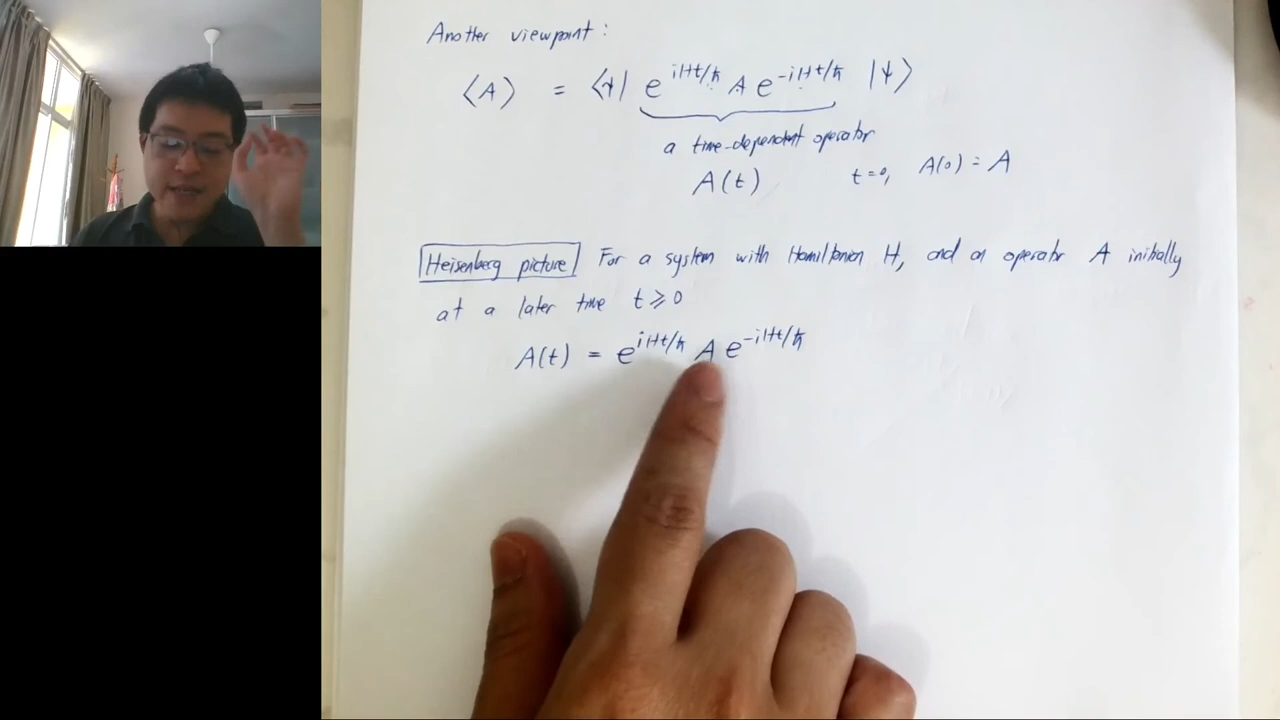 Another viewpoint:
⟨A⟩ = ⟨ψ| e^{iHt/ℏ} A e^{-iHt/ℏ} |ψ⟩
a time-dependent operator
A(t) t=0, A(0) = A
Heisenberg picture For a system with Hamiltonian H, and an operator A initially
at a later time t ≥ 0
A(t) = e^{iHt/ℏ} A e^{-iHt/ℏ}